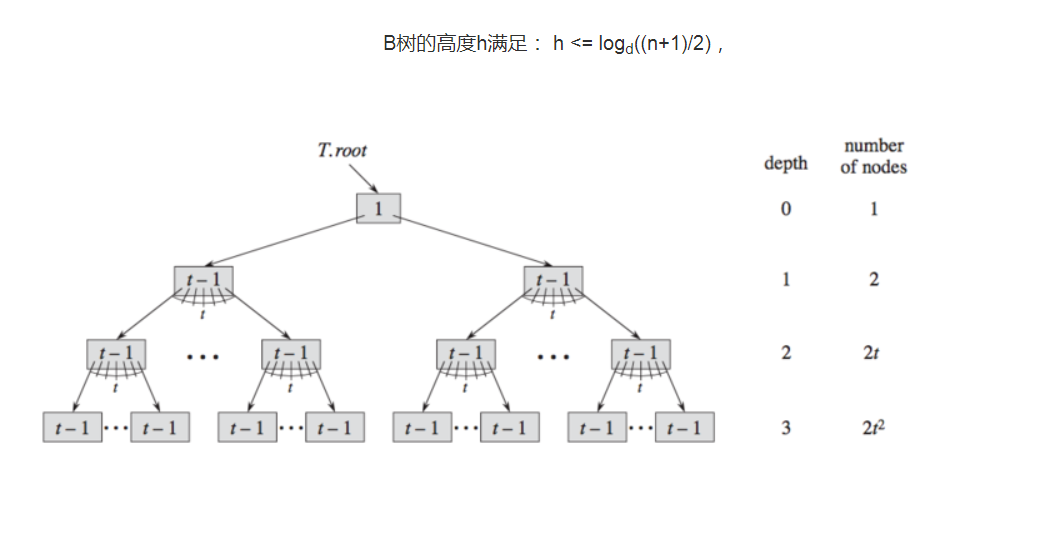 B树的高度h满足： h <= logd((n+1)/2) ，
T.root
depth
number
of nodes
1
0 1
t – 1 t – 1
1 2
t t
t – 1 ••• t – 1 t – 1 ••• t – 1
2 2t
t t t t
t – 1 ••• t – 1 t – 1 ••• t – 1 t – 1 ••• t – 1 t – 1 ••• t – 1
3 2t²